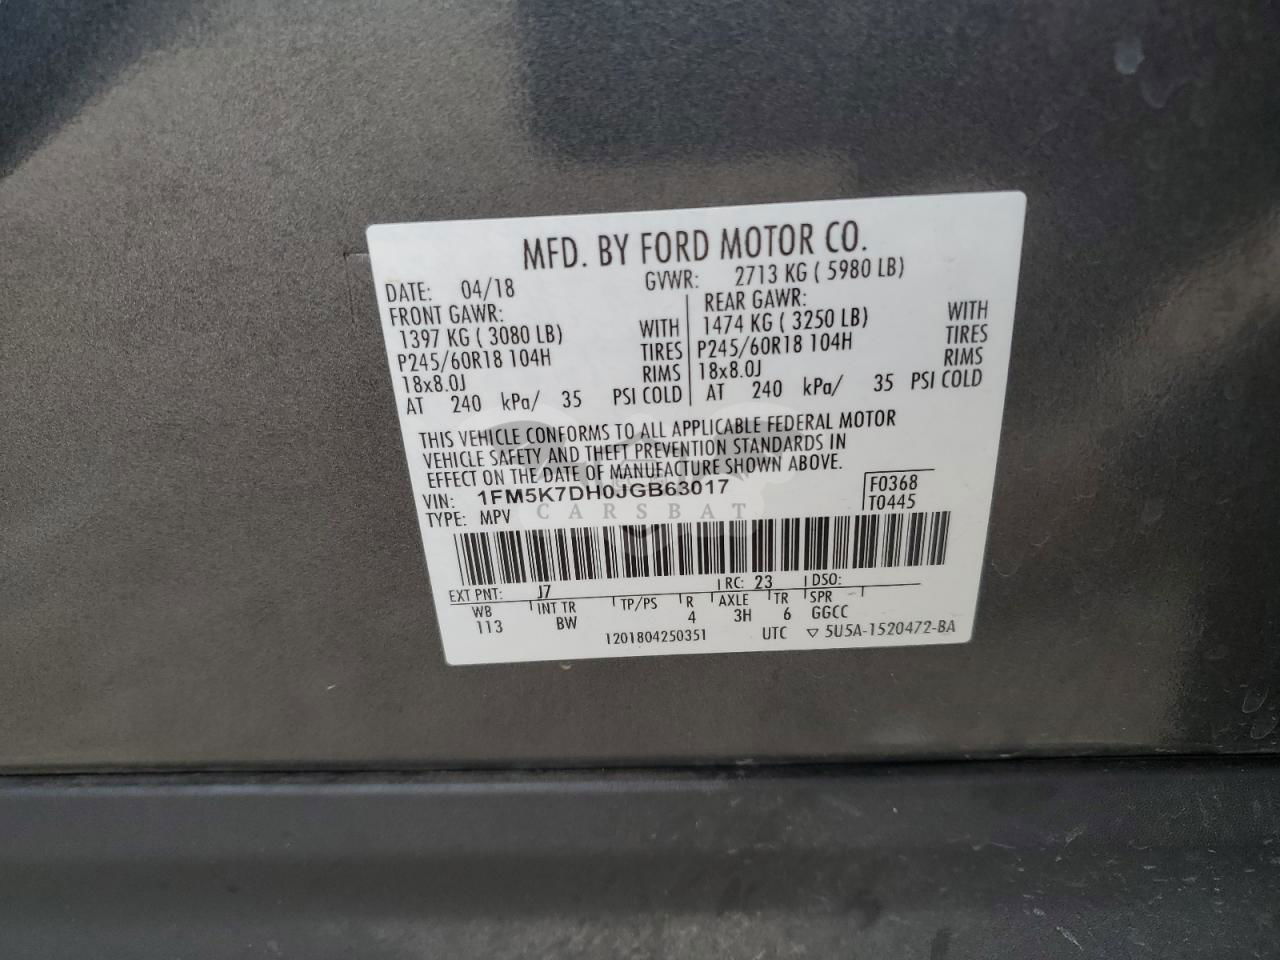 MFD. BY FORD MOTOR CO.
DATE: 04/18 GVWR: 2713 KG ( 5980 LB)
FRONT GAWR: REAR GAWR:
1397 KG ( 3080 LB) WITH 1474 KG ( 3250 LB) WITH
P245/60R18 104H TIRES P245/60R18 104H TIRES
18x8.0J RIMS 18x8.0J RIMS
AT 240 kPa/ 35 PSI COLD AT 240 kPa/ 35 PSI COLD
THIS VEHICLE CONFORMS TO ALL APPLICABLE FEDERAL MOTOR
VEHICLE SAFETY AND THEFT PREVENTION STANDARDS IN
EFFECT ON THE DATE OF MANUFACTURE SHOWN ABOVE.
VIN: 1FM5K7DH0JGB63017 F0368
TYPE: MPV T0445
CARSBAT
EXT PNT: J7 RC: 23 DSO:
WB INT TR TP/PS R AXLE TR SPR
113 BW 4 3H 6 GGCC
1201804250351 UTC ▽ 5U5A-1520472-BA